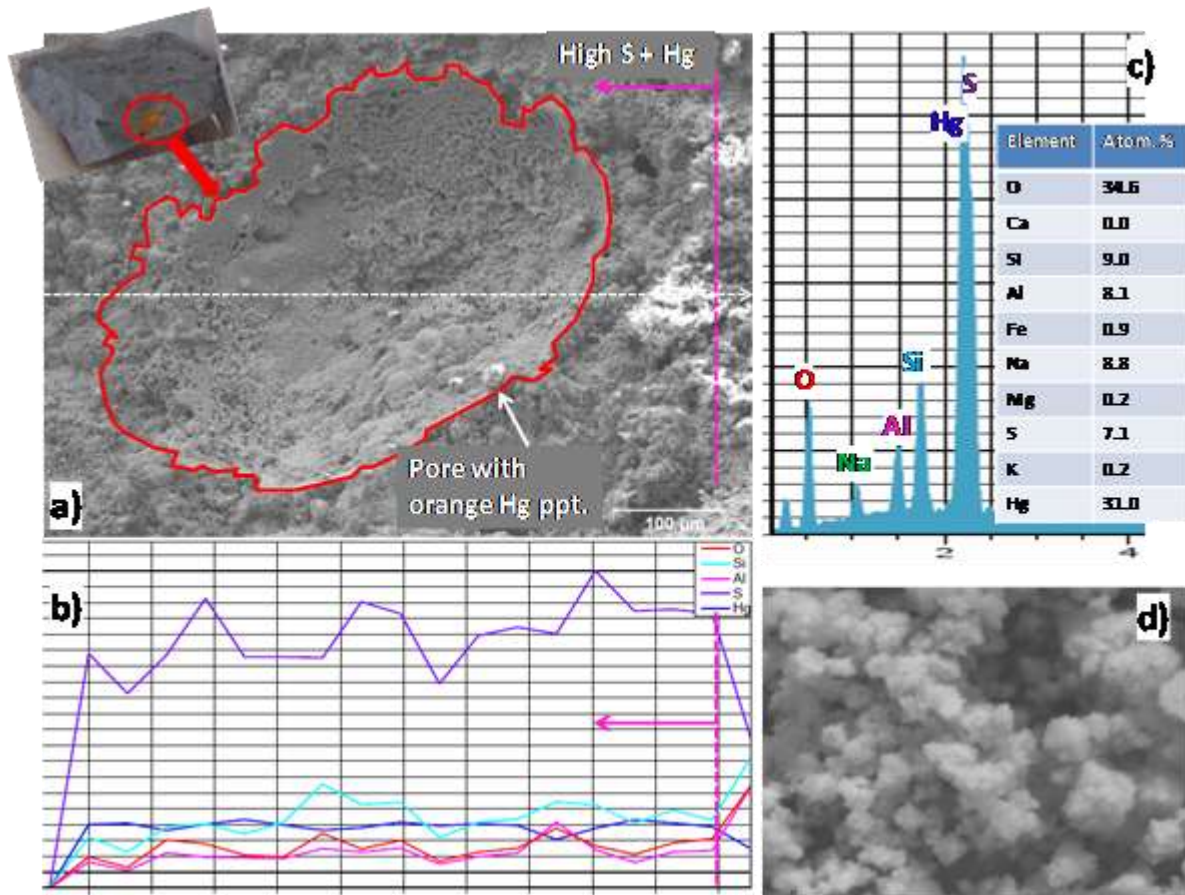 High S + Hg
Pore with
orange Hg ppt.
a)
100 µm
b)
O
Si
Al
S
Hg
c)
S
Hg
Si
O
Al
Na
2
4
Element Atom. %
O 34.6
Ca 0.0
Si 9.0
Al 8.1
Fe 0.9
Na 8.8
Mg 0.2
S 7.1
K 0.2
Hg 31.0
d)